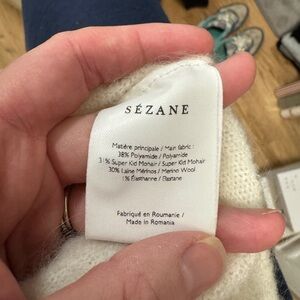 SÉZANE
Matière principale / Main fabric :
38% Polyamide / Polyamide
31% Super Kid Mohair / Super Kid Mohair
30% Laine Mérinos / Merino Wool
1% Élasthanne / Elastane
Fabriqué en Roumanie /
Made in Romania